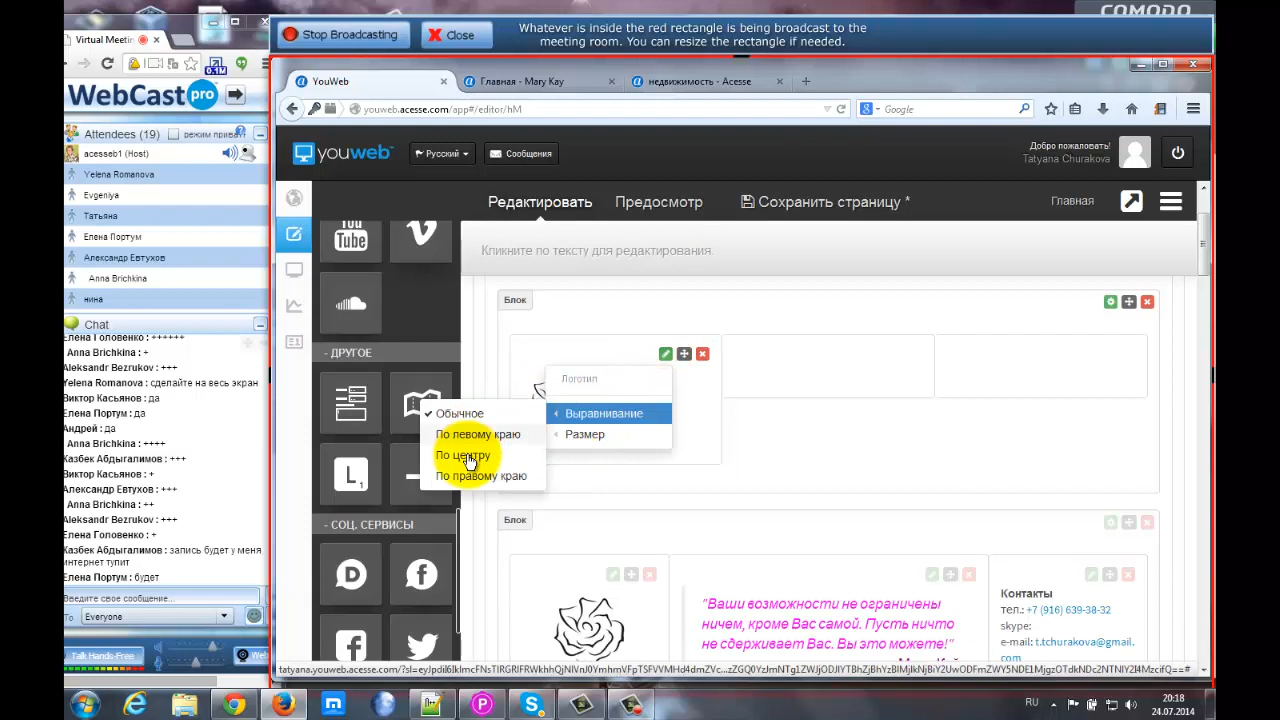 COMODO
Virtual Meeti
Stop Broadcasting
Close
Whatever is inside the red rectangle is being broadcast to the
meeting room. You can resize the rectangle if needed.
0.1M
WebCast pro
YouWeb
Главная - Mary Kay
недвижимость - Acesse
youweb.acesse.com/app#/editor/hM
Google
Attendees (19)
режим приват
acesseb1 (Host)
Yelena Romanova
Evgeniya
Татьяна
Елена Портум
Александр Евтухов
Anna Brichkina
нина
youweb
Русский
Сообщения
Добро пожаловать!
Tatyana Churakova
Редактировать
Предосмотр
Сохранить страницу *
Главная
Кликните по тексту для редактирования.
You
Tube
Блок
- ДРУГОЕ
Логотип
Выравнивание
Размер
Обычное
По левому краю
По центру
По правому краю
L
- СОЦ. СЕРВИСЫ
Блок
Chat
Елена Головенко : ++++++
Anna Brichkina : +
Aleksandr Bezrukov : +++
Yelena Romanova : сделайте на весь экран
Виктор Касьянов : да
Елена Портум : да
Андрей : да
Казбек Абдыгалимов : +++
Anna Brichkina : +
Виктор Касьянов : +++
Aleksandr Bezrukov : +++
Елена Головенко : +
Казбек Абдыгалимов : запись будет у меня
интернет тупит
Елена Портум : будет
Введите свое сообщение...
To
Everyone
Talk Hands-Free
"Ваши возможности не ограничены
ничем, кроме Вас самой. Пусть ничто
не сдерживает Вас. Вы это можете!"
Контакты
тел.: +7 (916) 639-38-32
skype:
e-mail: t.tchurakova@gmail.
com
RU
20:18
24.07.2014